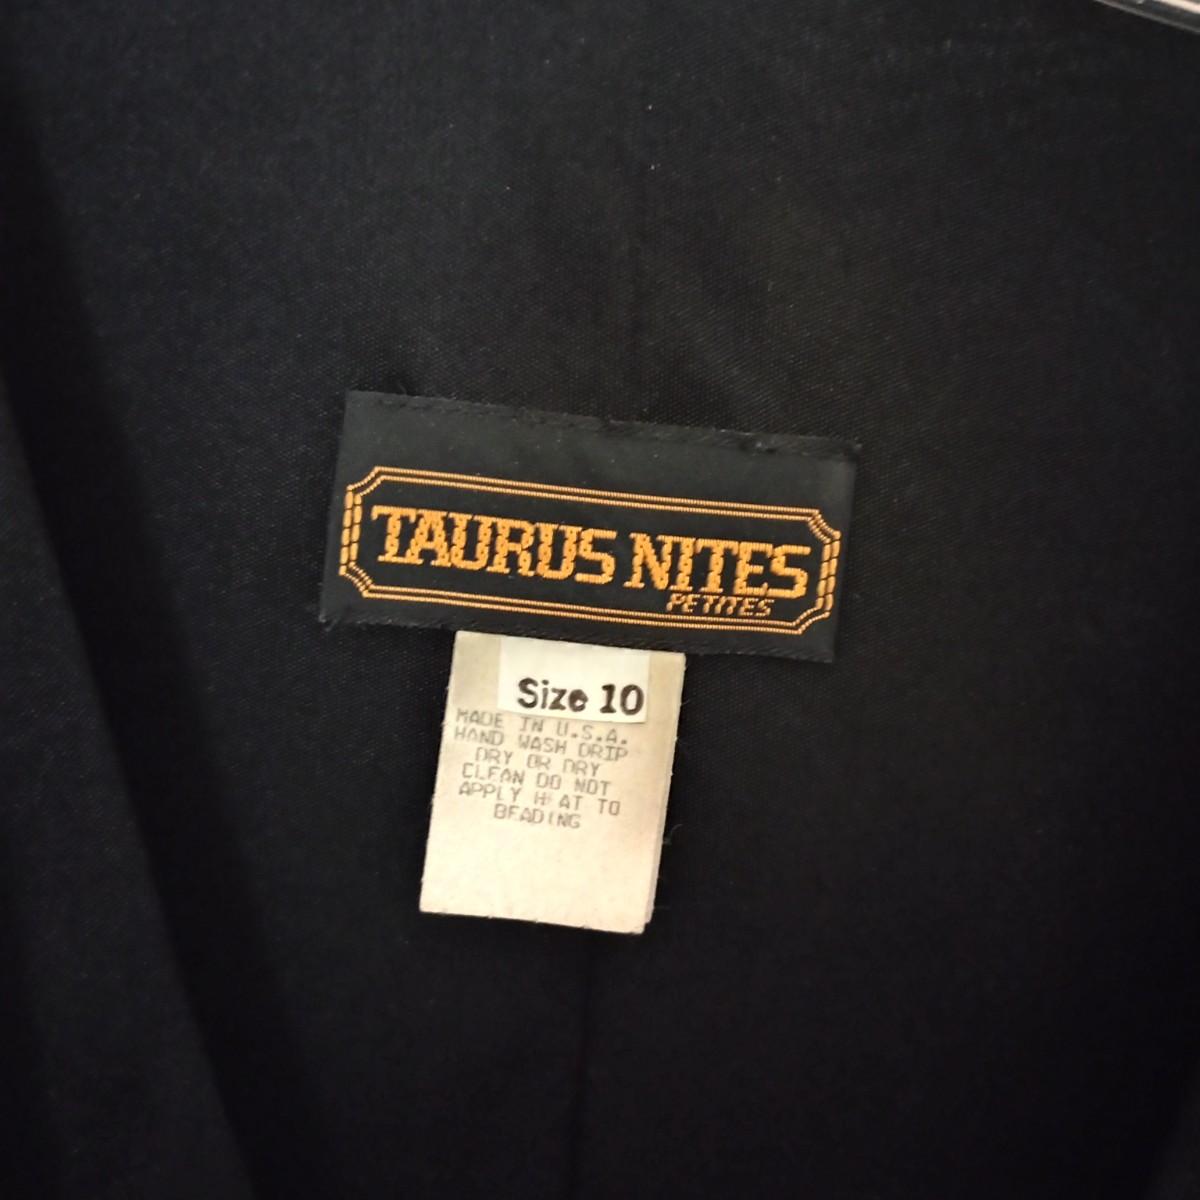 TAURUS NITES
PETITES
Size 10
MADE IN U.S.A.
HAND WASH DRIP
DRY OR DRY
CLEAN DO NOT
APPLY HEAT TO
BEADING